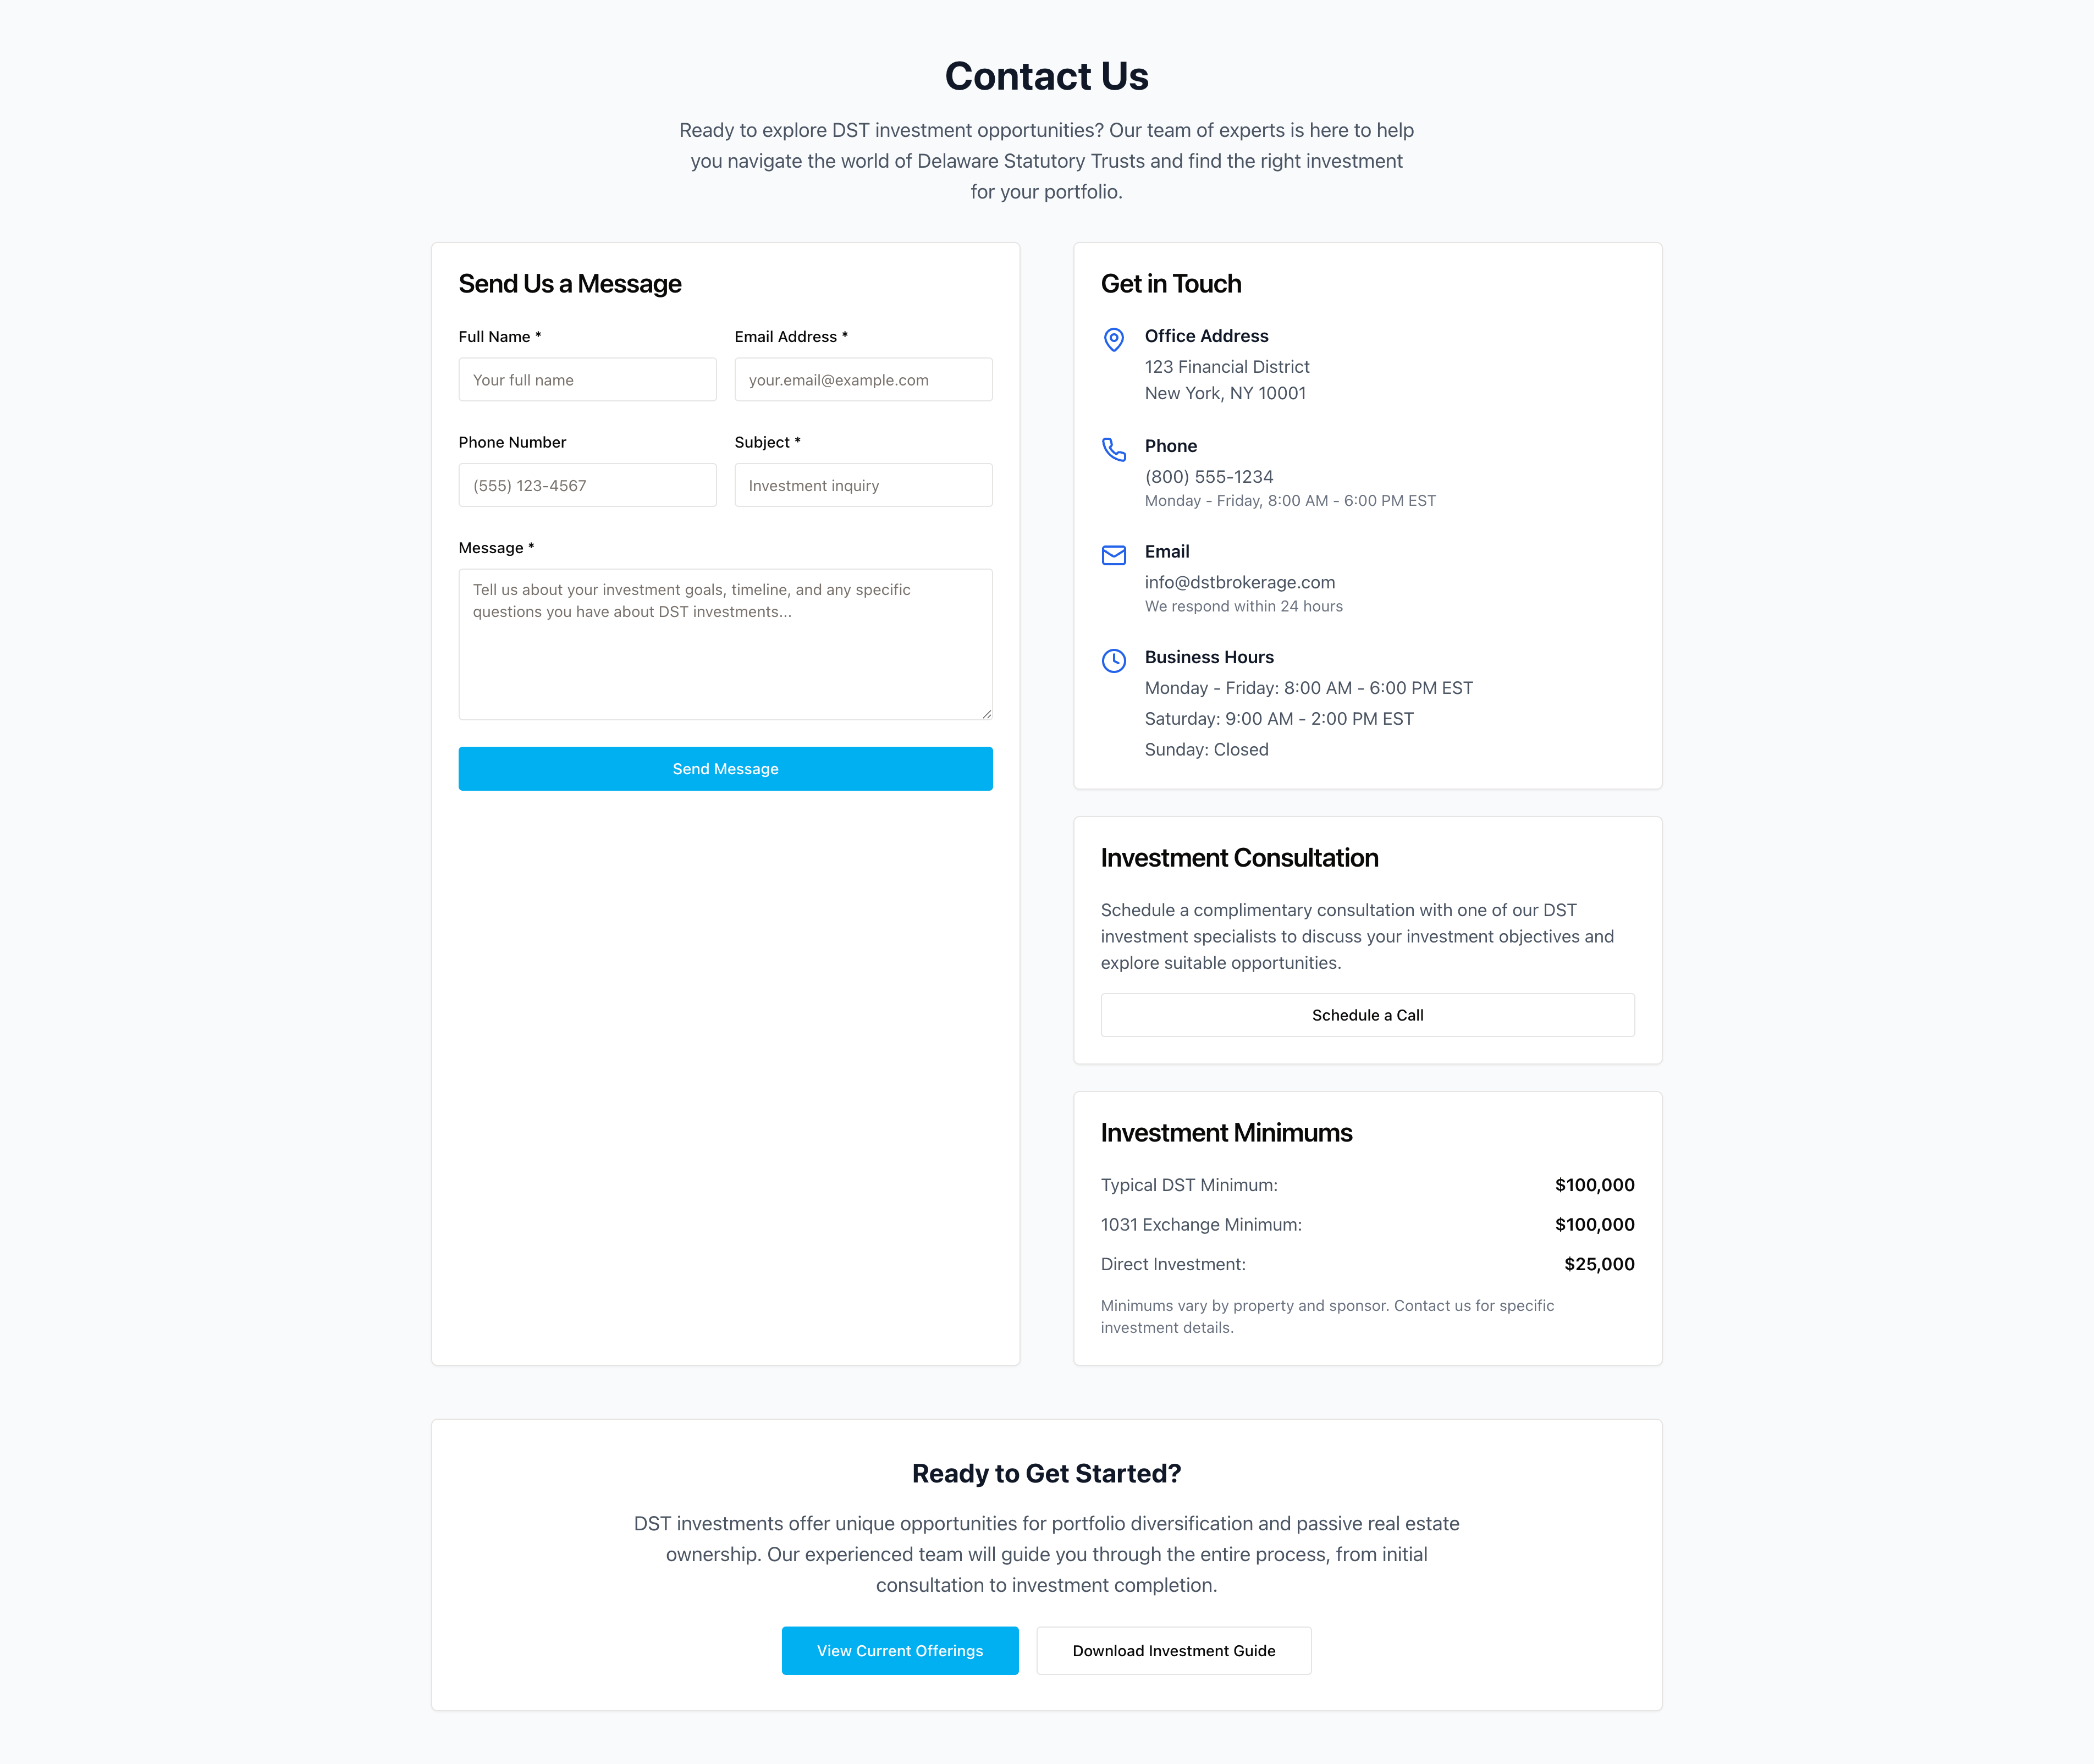 Contact Us
Ready to explore DST investment opportunities? Our team of experts is here to help
you navigate the world of Delaware Statutory Trusts and find the right investment
for your portfolio.
Send Us a Message
Full Name *
Your full name
Email Address *
your.email@example.com
Phone Number
(555) 123-4567
Subject *
Investment inquiry
Message *
Tell us about your investment goals, timeline, and any specific
questions you have about DST investments...
Send Message
Get in Touch
Office Address
123 Financial District
New York, NY 10001
Phone
(800) 555-1234
Monday - Friday, 8:00 AM - 6:00 PM EST
Email
info@dstbrokerage.com
We respond within 24 hours
Business Hours
Monday - Friday: 8:00 AM - 6:00 PM EST
Saturday: 9:00 AM - 2:00 PM EST
Sunday: Closed
Investment Consultation
Schedule a complimentary consultation with one of our DST
investment specialists to discuss your investment objectives and
explore suitable opportunities.
Schedule a Call
Investment Minimums
Typical DST Minimum: $100,000
1031 Exchange Minimum: $100,000
Direct Investment: $25,000
Minimums vary by property and sponsor. Contact us for specific
investment details.
Ready to Get Started?
DST investments offer unique opportunities for portfolio diversification and passive real estate
ownership. Our experienced team will guide you through the entire process, from initial
consultation to investment completion.
View Current Offerings
Download Investment Guide